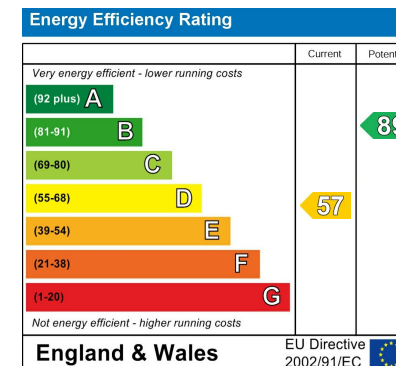 Energy Efficiency Rating
Current
Very energy efficient - lower running costs
(92 plus) A
(81-91) B
89
(69-80) C
(55-68) D
57
(39-54) E
(21-38) F
(1-20) G
Not energy efficient - higher running costs
England & Wales
EU Directive
2002/91/EC